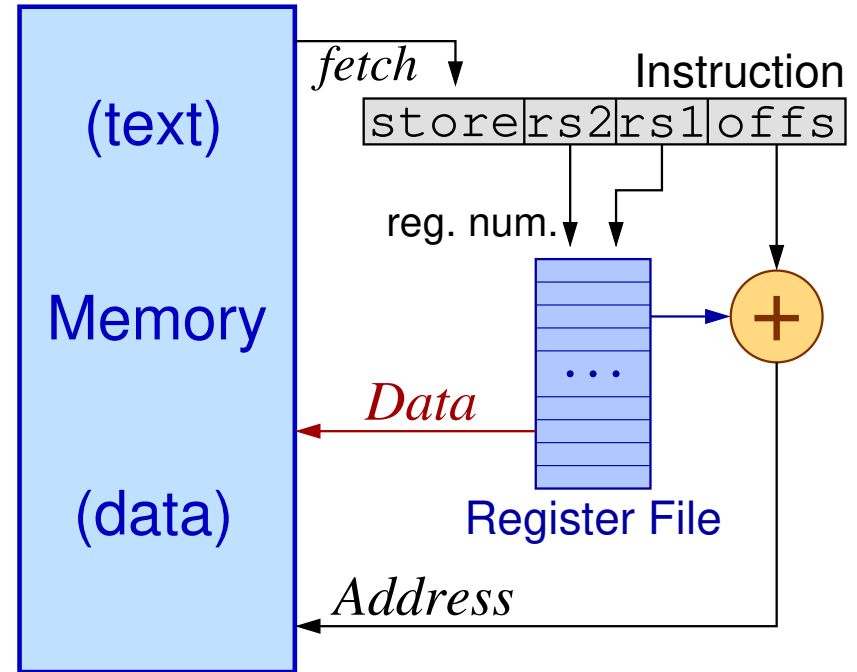 fetch
Instruction
(text)
store rs2 rs1 offs
reg. num.
Memory
+
...
Data
(data)
Register File
Address